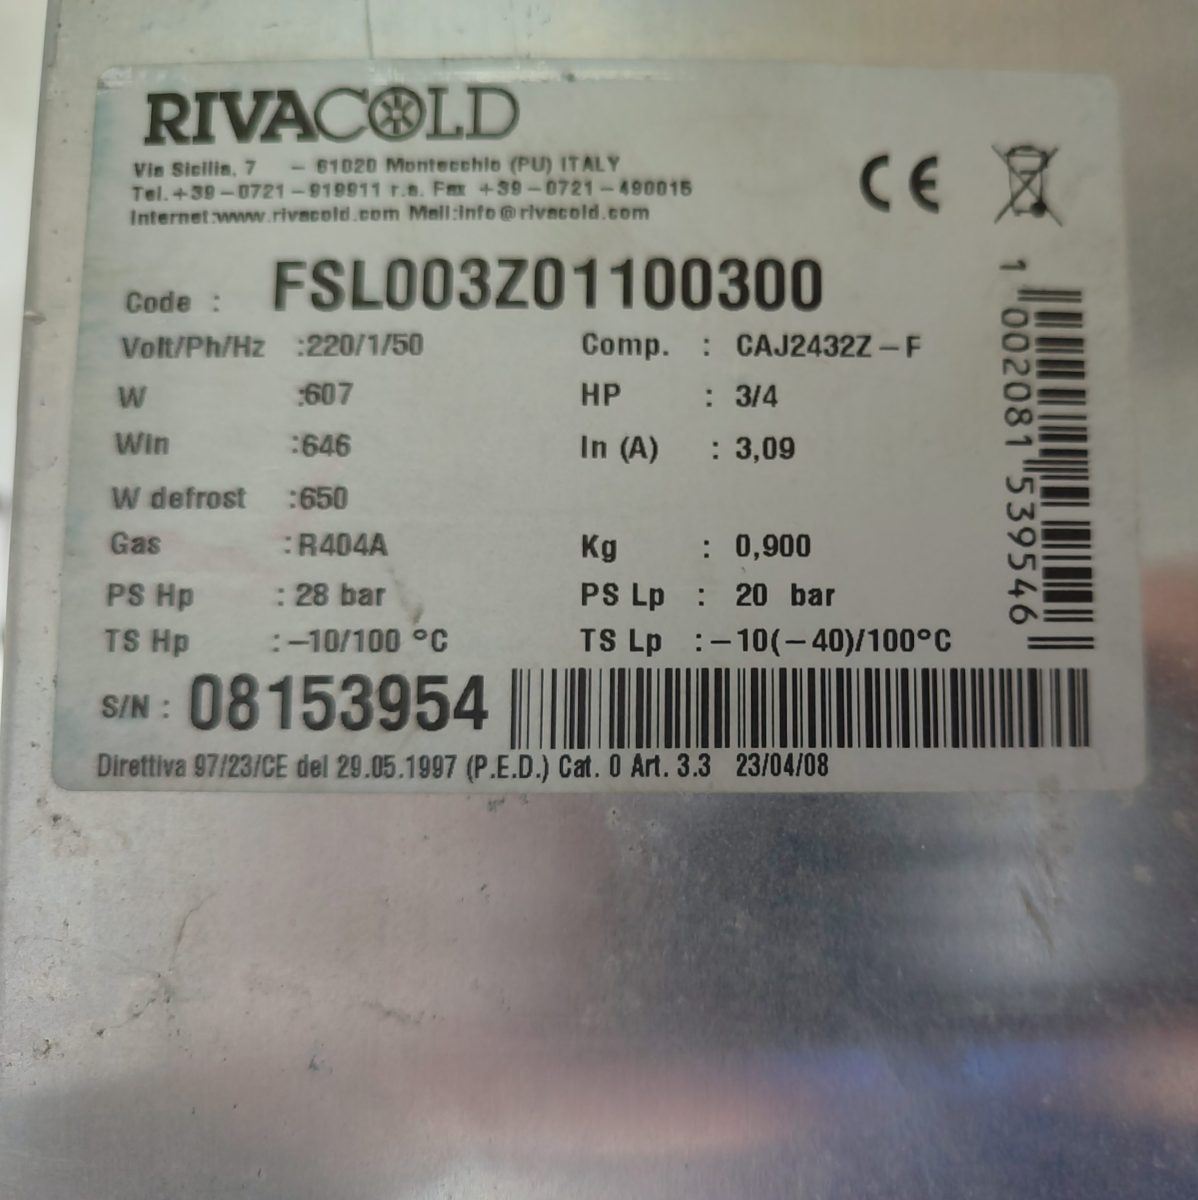 RIVACOLD
Via Sicilia, 7 - 61020 Montecchio (PU) ITALY
Tel.+39-0721-919911 r.a. Fax +39-0721-490015
Internet:www.rivacold.com Mail:info@rivacold.com
CE
Code : FSL003Z01100300
Volt/Ph/Hz :220/1/50 Comp. : CAJ2432Z-F
W :607 HP : 3/4
Win :646 In (A) : 3,09
W defrost :650
Gas :R404A Kg : 0,900
PS Hp : 28 bar PS Lp : 20 bar
TS Hp :-10/100 °C TS Lp :-10(-40)/100°C
S/N : 08153954
Direttiva 97/23/CE del 29.05.1997 (P.E.D.) Cat. 0 Art. 3.3 23/04/08
1 002081 539546